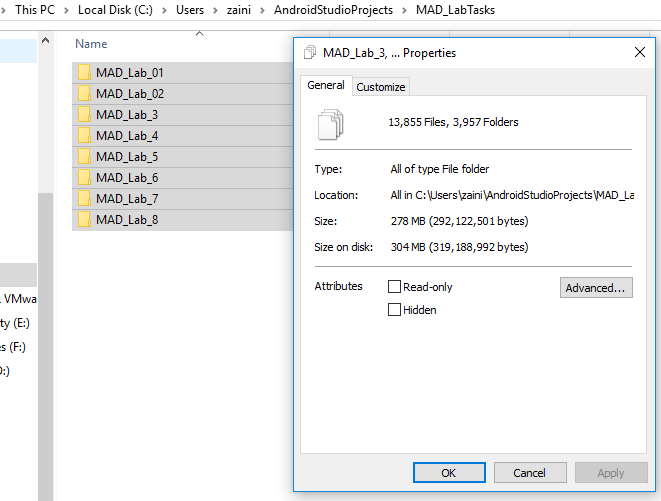 This PC > Local Disk (C:) > Users > zaini > AndroidStudioProjects > MAD_LabTasks
Name
MAD_Lab_01
MAD_Lab_02
MAD_Lab_3
MAD_Lab_4
MAD_Lab_5
MAD_Lab_6
MAD_Lab_7
MAD_Lab_8
VMwa
ty (E:)
es (F:)
D:)
MAD_Lab_3, ... Properties
General Customize
13,855 Files, 3,957 Folders
Type: All of type File folder
Location: All in C:\Users\zaini\AndroidStudioProjects\MAD_La
Size: 278 MB (292,122,501 bytes)
Size on disk: 304 MB (319,188,992 bytes)
Attributes Read-only Advanced...
Hidden
OK Cancel Apply